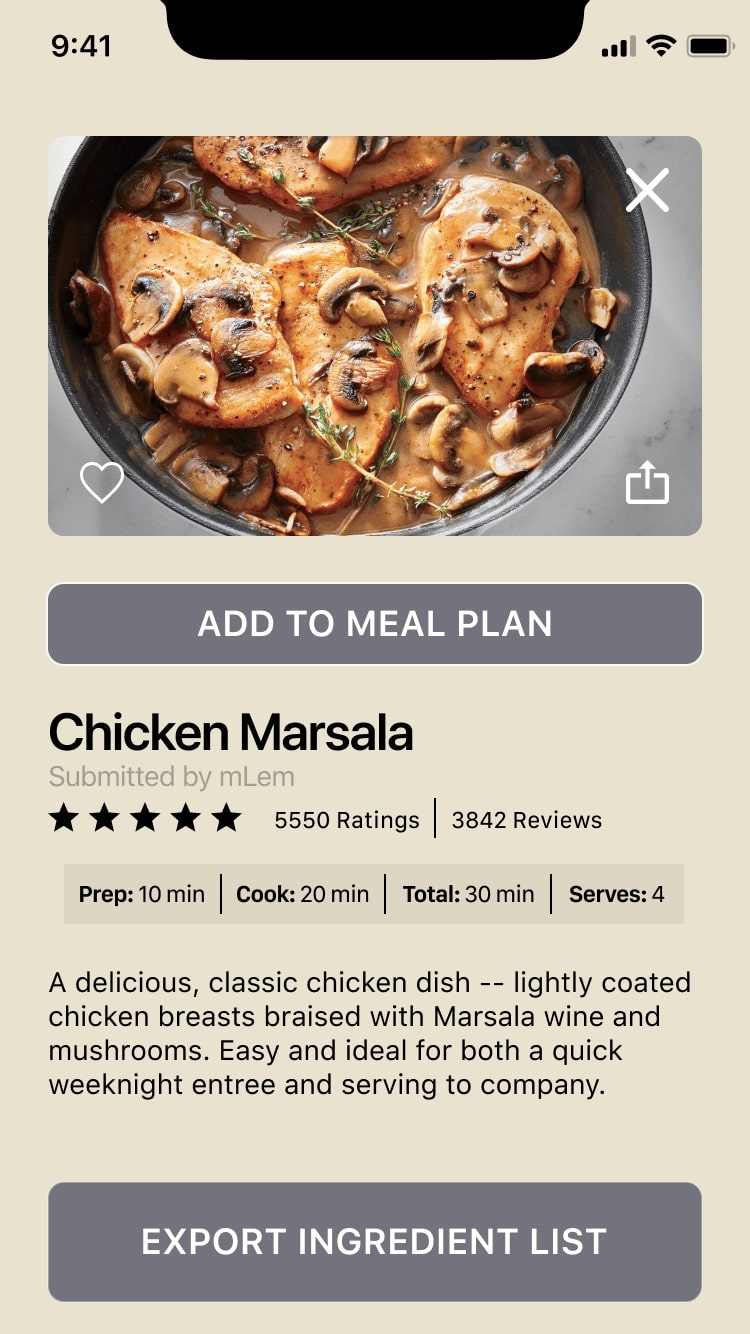 9:41
ADD TO MEAL PLAN
Chicken Marsala
Submitted by mLem
5550 Ratings | 3842 Reviews
Prep: 10 min | Cook: 20 min | Total: 30 min | Serves: 4
A delicious, classic chicken dish -- lightly coated
chicken breasts braised with Marsala wine and
mushrooms. Easy and ideal for both a quick
weeknight entree and serving to company.
EXPORT INGREDIENT LIST